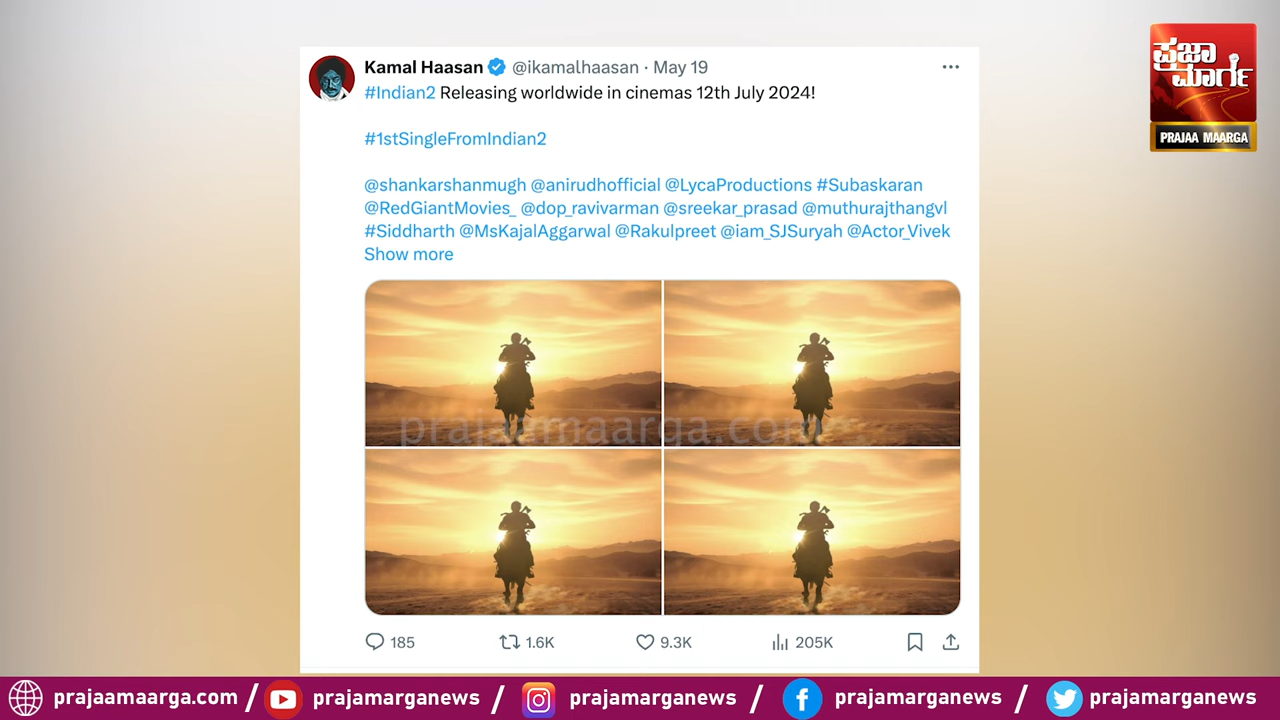 Kamal Haasan @ikamalhaasan · May 19
#Indian2 Releasing worldwide in cinemas 12th July 2024!
#1stSingleFromIndian2
@shankarshanmugh @anirudhofficial @LycaProductions #Subaskaran
@RedGiantMovies_ @dop_ravivarman @sreekar_prasad @muthurajthangvl
#Siddharth @MsKajalAggarwal @Rakulpreet @iam_SJSuryah @Actor_Vivek
Show more
prajaamaarga.com
185 1.6K 9.3K 205K
ಪ್ರಜಾ
ಮಾರ್ಗ
PRAJAA MAARGA
prajaamaarga.com / prajamarganews / prajamarganews / prajamarganews / prajamarganews